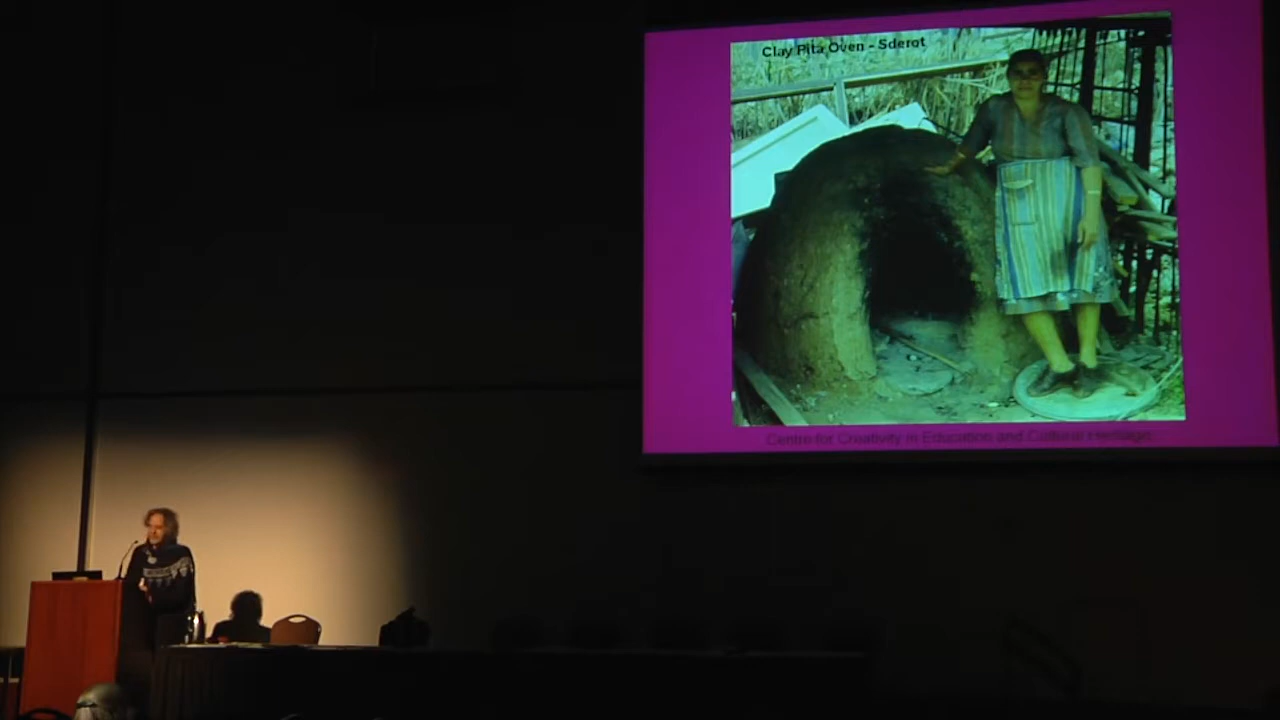 Clay Pita Oven - Sderot
Centre for Creativity in Education and Cultural Heritage